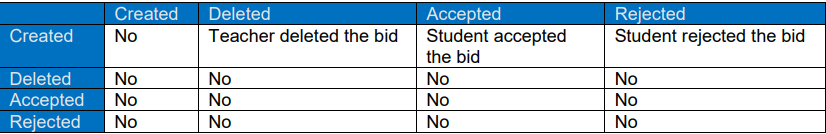 Created Deleted Accepted Rejected
Created No Teacher deleted the bid Student accepted the bid Student rejected the bid
Deleted No No No No
Accepted No No No No
Rejected No No No No